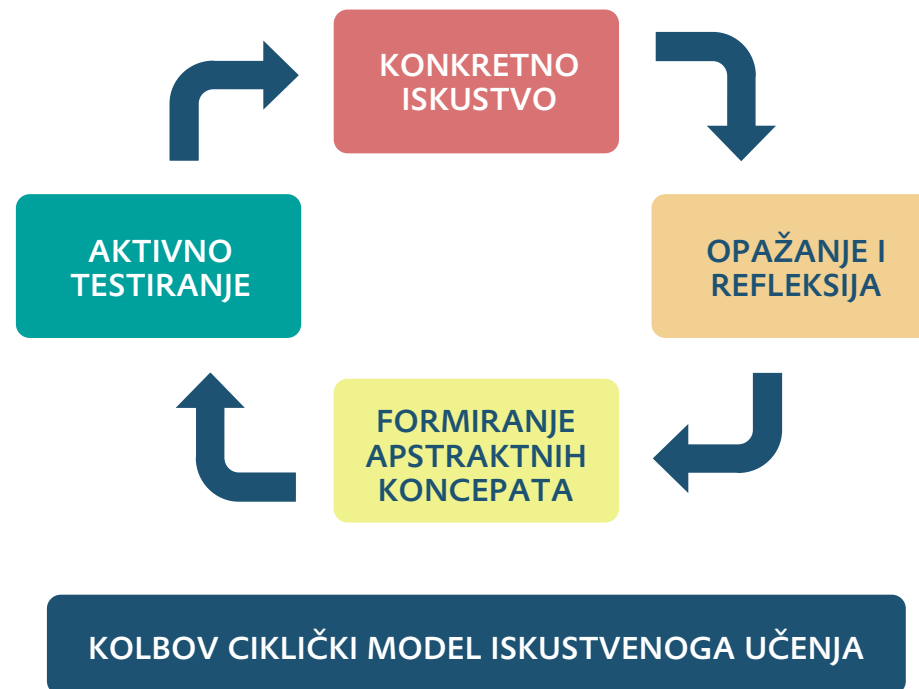 KONKRETNO
ISKUSTVO
OPAŽANJE I
REFLEKSIJA
FORMIRANJE
APSTRAKTNIH
KONCEPATA
AKTIVNO
TESTIRANJE
KOLBOV CIKLIČKI MODEL ISKUSTVENOGA UČENJA